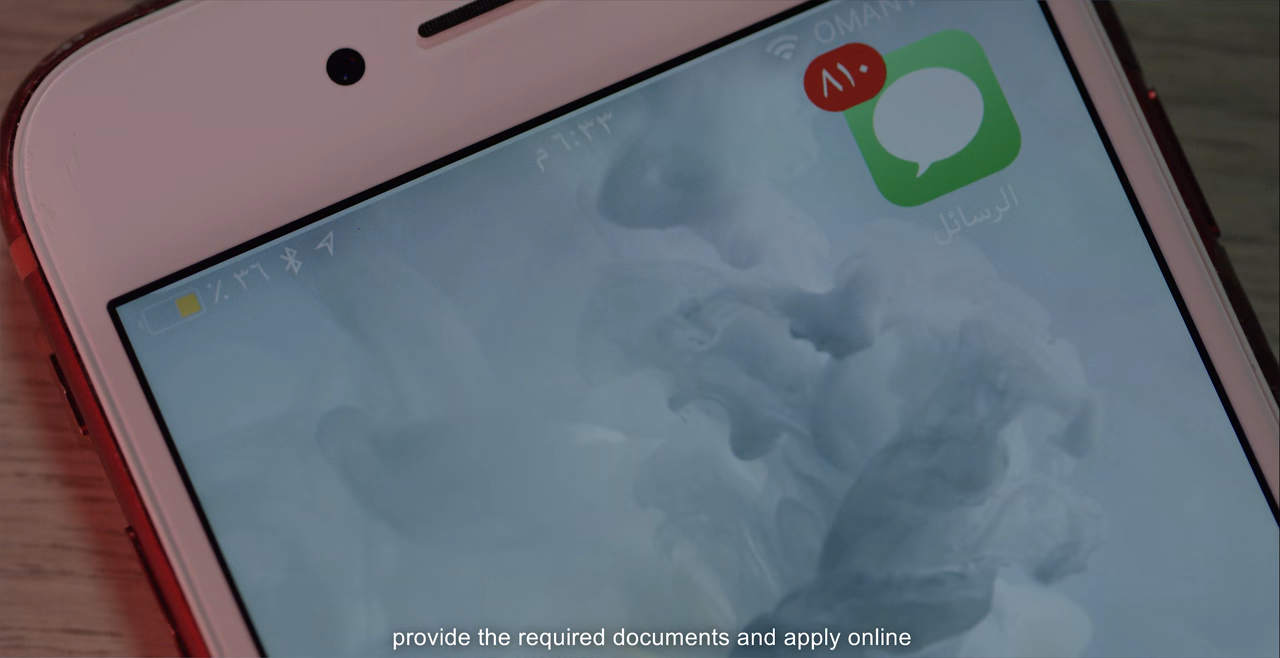 OMAN
٨١٠
٦:٣٣ م
الرسائل
٣٦ ٪
provide the required documents and apply online